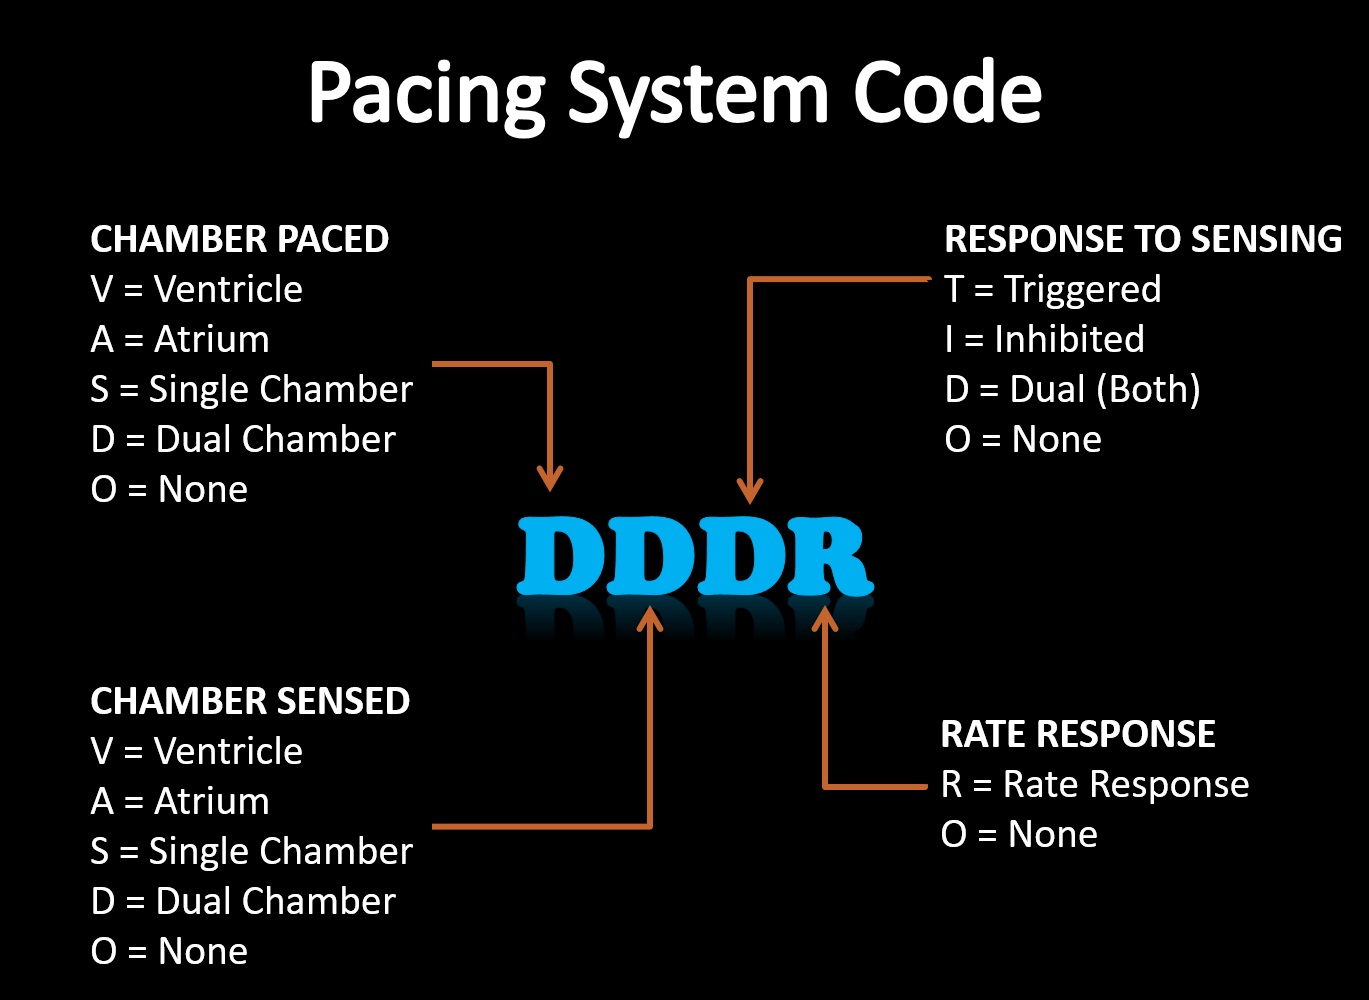 Pacing System Code
CHAMBER PACED
V = Ventricle
A = Atrium
S = Single Chamber
D = Dual Chamber
O = None
RESPONSE TO SENSING
T = Triggered
I = Inhibited
D = Dual (Both)
O = None
DDDR
CHAMBER SENSED
V = Ventricle
A = Atrium
S = Single Chamber
D = Dual Chamber
O = None
RATE RESPONSE
R = Rate Response
O = None